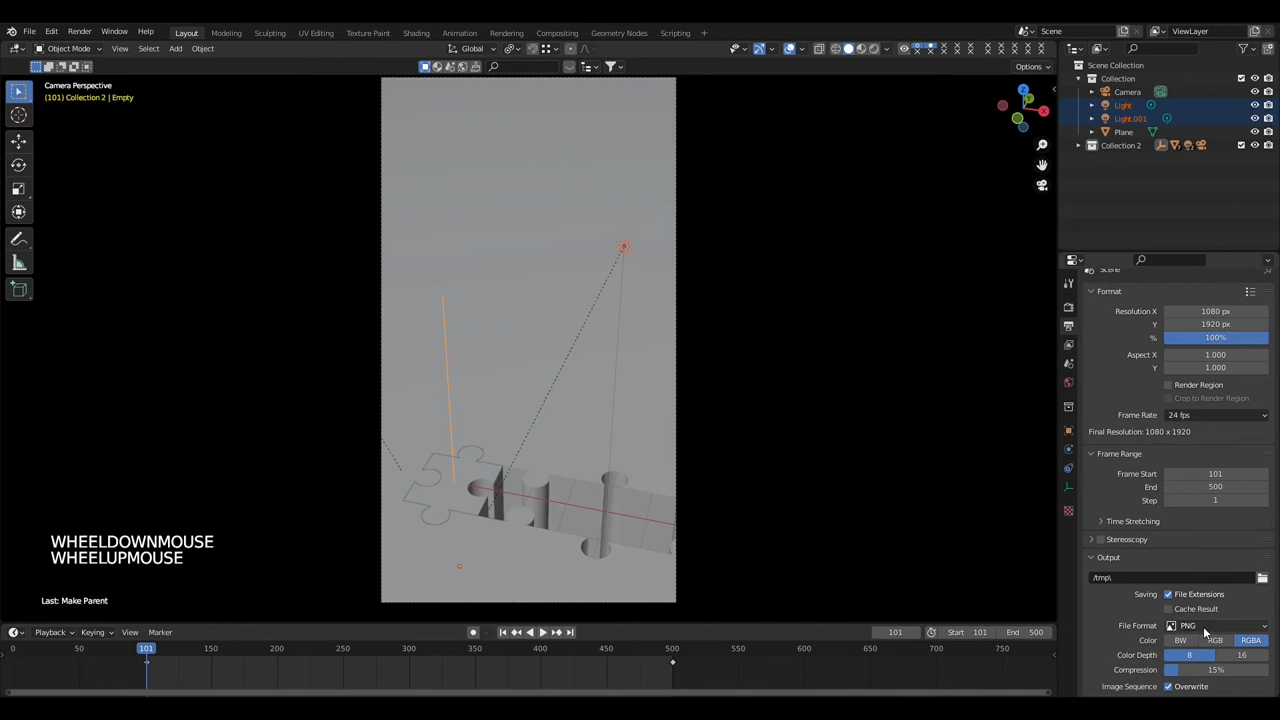 File Edit Render Window Help Layout Modeling Sculpting UV Editing Texture Paint Shading Animation Rendering Compositing Geometry Nodes Scripting + Scene ViewLayer
Object Mode View Select Add Object Global
Options
Camera Perspective
(101) Collection 2 | Empty
Scene Collection
Collection
Camera
Light
Light.001
Plane
Collection 2
Z
Y
X
Scene
Format
Resolution X 1080 px
Y 1920 px
% 100%
Aspect X 1.000
Y 1.000
Render Region
Crop to Render Region
Frame Rate 24 fps
Final Resolution: 1080 x 1920
Frame Range
Frame Start 101
End 500
Step 1
Time Stretching
Stereoscopy
Output
/tmp\
Saving File Extensions
Cache Result
File Format PNG
Color BW RGB RGBA
Color Depth 8 16
Compression 15%
Image Sequence Overwrite
WHEELDOWNMOUSE
WHEELUPMOUSE
Last: Make Parent
Playback Keying View Marker 101 Start 101 End 500
0 50 101 150 200 250 300 350 400 450 500 550 600 650 700 750 800 850